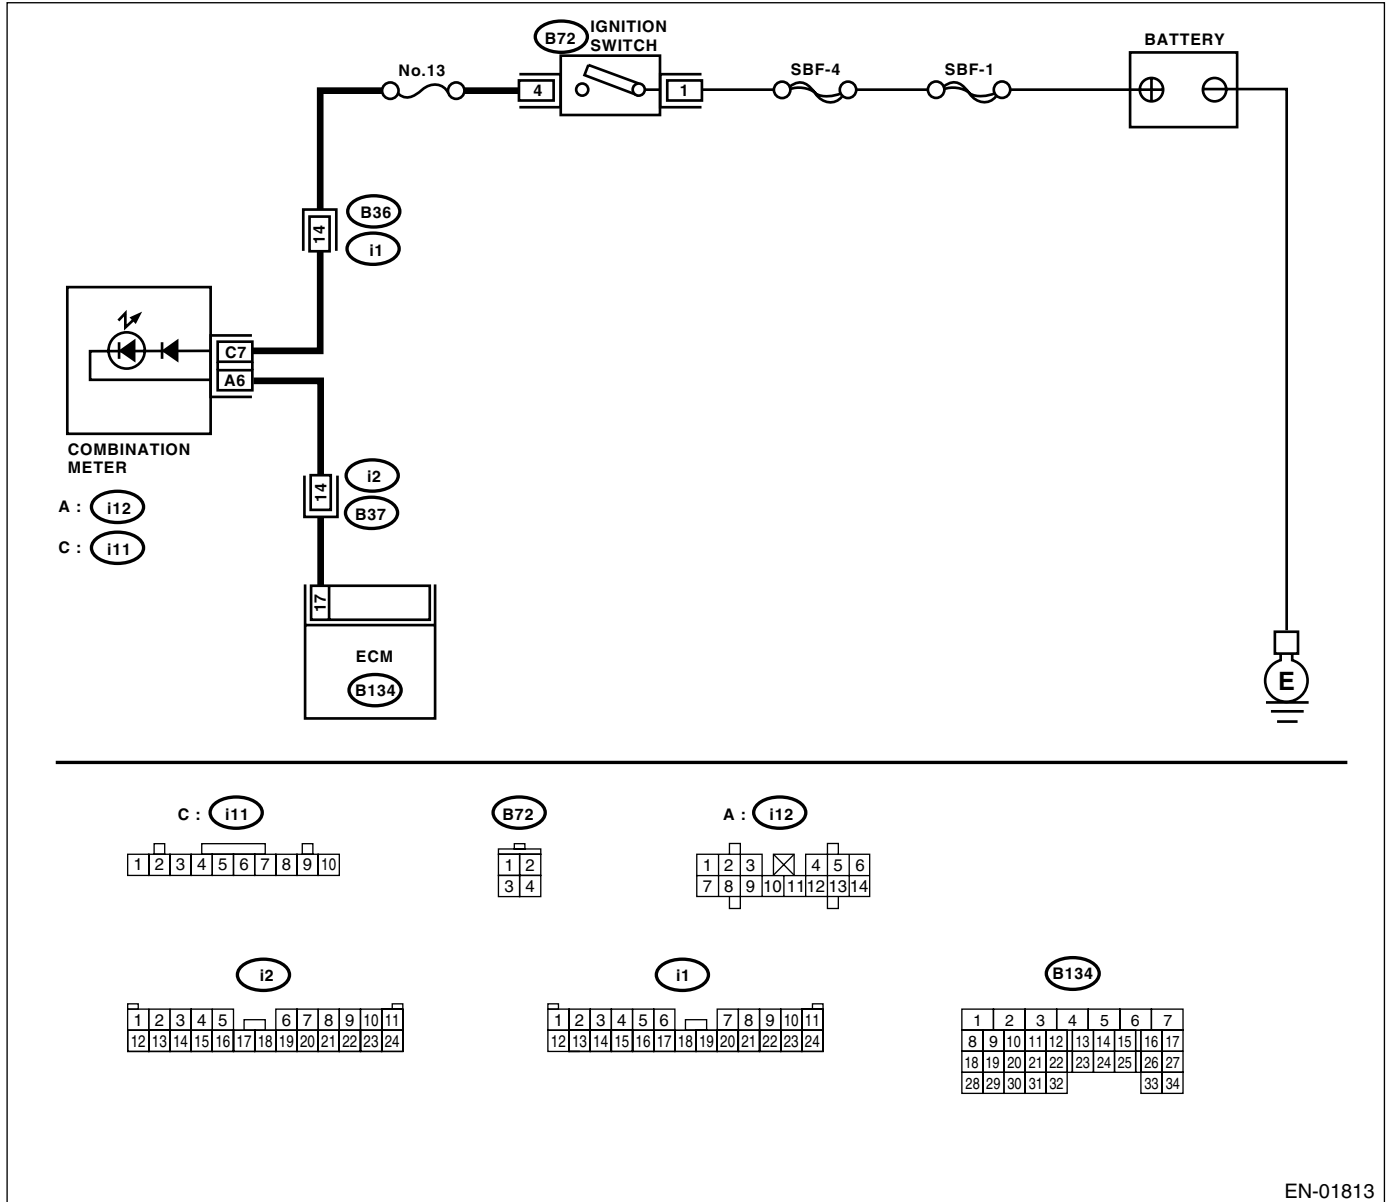 B72
IGNITION
SWITCH
BATTERY
No.13
SBF-4
SBF-1
4
1
14
B36
i1
C7
A6
COMBINATION
METER
A : i12
C : i11
14
i2
B37
17
ECM
B134
E
C : i11
B72
A : i12
1 2 3 4 5 6 7 8 9 10
1 2
3 4
1 2 3 4 5 6
7 8 9 10 11 12 13 14
i2
i1
B134
1 2 3 4 5 6 7 8 9 10 11
12 13 14 15 16 17 18 19 20 21 22 23 24
1 2 3 4 5 6 7 8 9 10 11
12 13 14 15 16 17 18 19 20 21 22 23 24
1 2 3 4 5 6 7
8 9 10 11 12 13 14 15 16 17
18 19 20 21 22 23 24 25 26 27
28 29 30 31 32 33 34
EN-01813